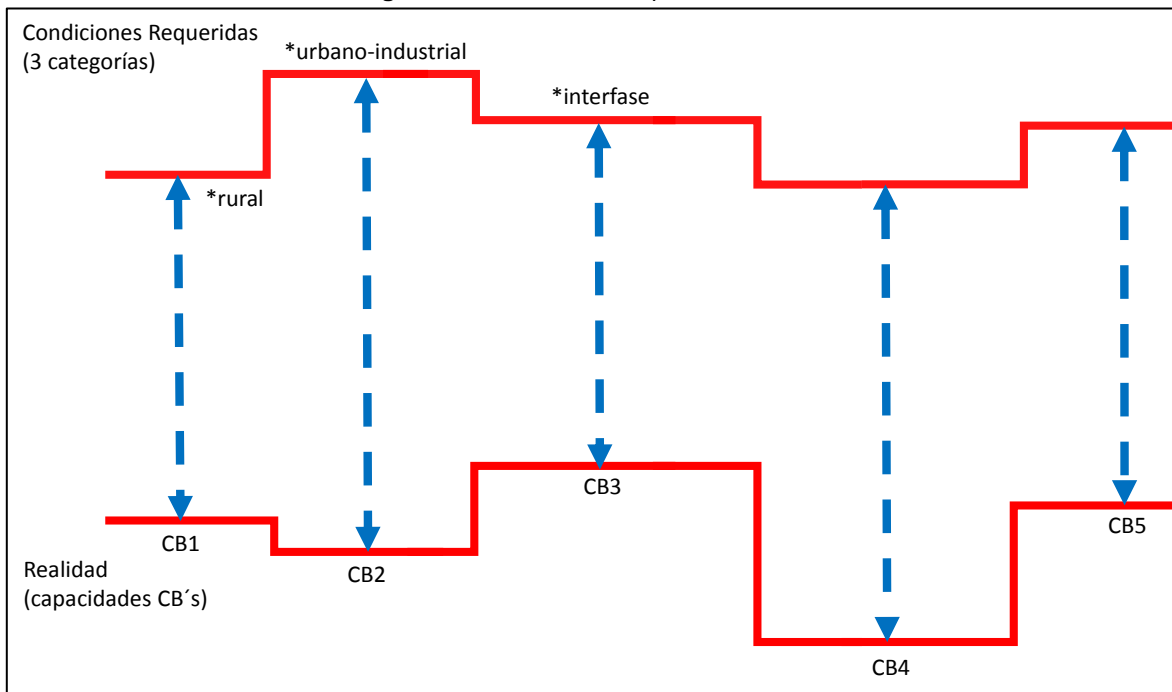 Condiciones Requeridas
(3 categorías)
*urbano-industrial
*interfase
*rural
CB3
CB5
CB1
CB2
Realidad
(capacidades CB´s)
CB4